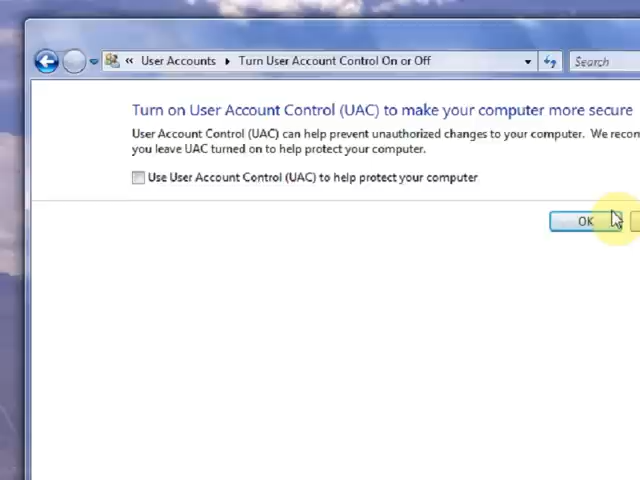 « User Accounts ▸ Turn User Account Control On or Off
Search
Turn on User Account Control (UAC) to make your computer more secure
User Account Control (UAC) can help prevent unauthorized changes to your computer. We
you leave UAC turned on to help protect your computer.
Use User Account Control (UAC) to help protect your computer
OK